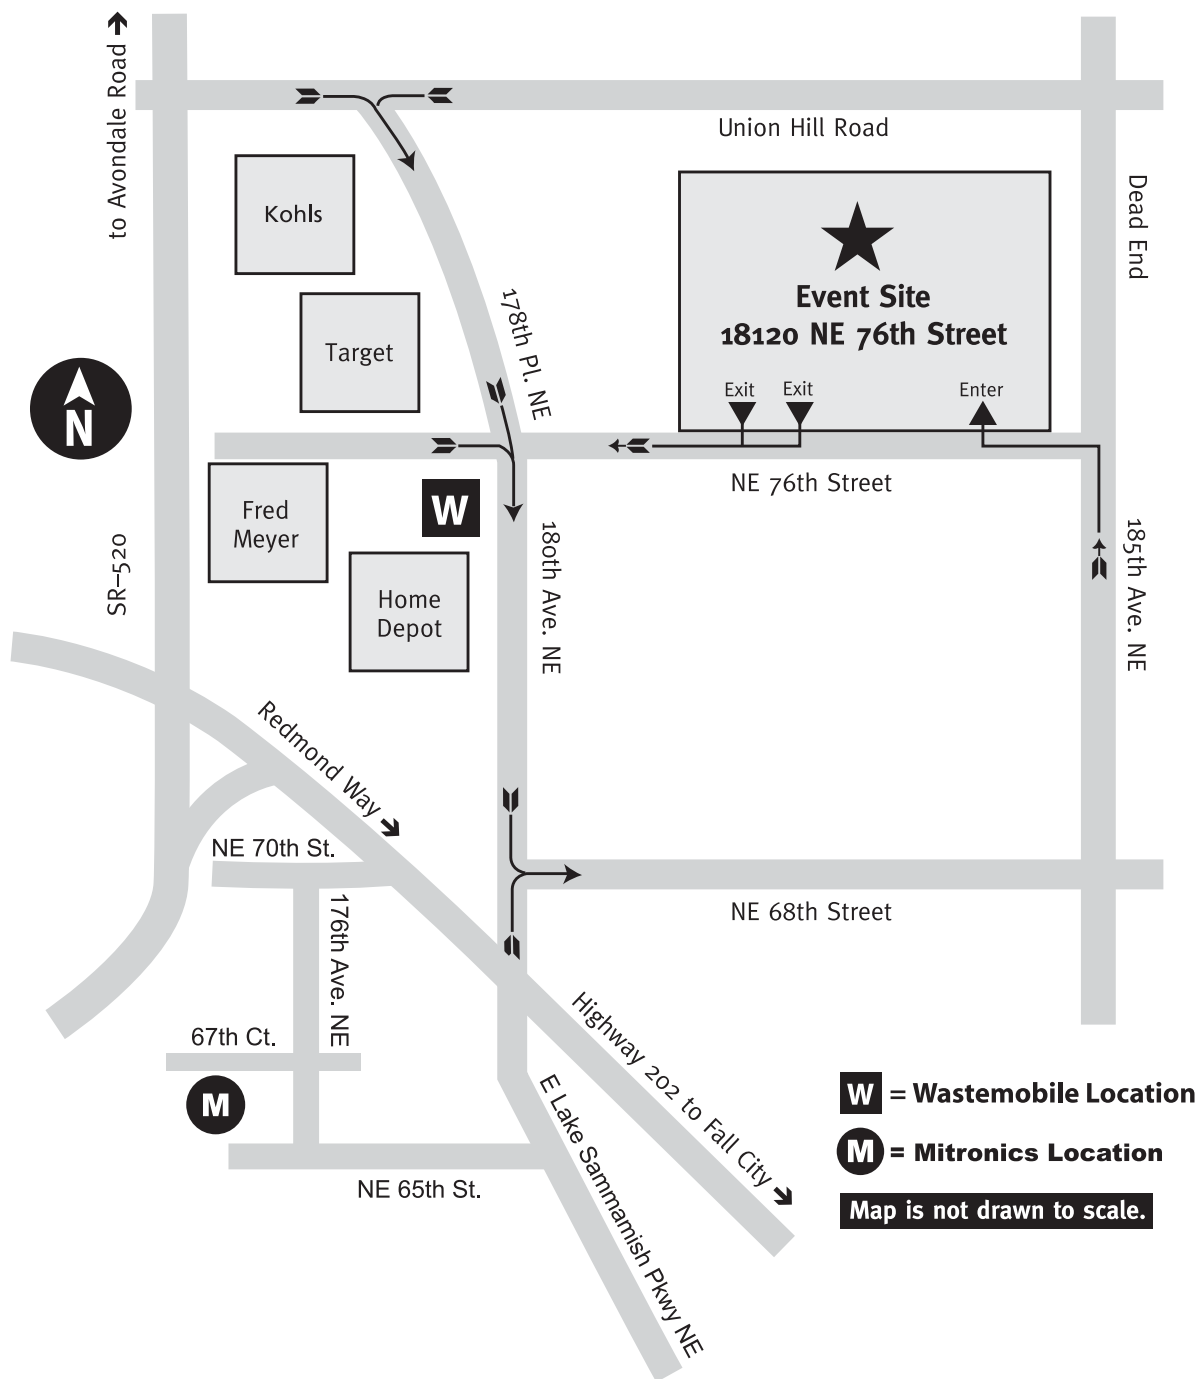 to Avondale Road
Union Hill Road
Kohls
Dead End
Event Site
18120 NE 76th Street
178th Pl. NE
Target
Exit
Exit
Enter
N
NE 76th Street
Fred
Meyer
W
SR–520
180th Ave. NE
185th Ave. NE
Home
Depot
Redmond Way
NE 70th St.
176th Ave. NE
NE 68th Street
67th Ct.
Highway 202 to Fall City
M
E Lake Sammamish Pkwy NE
NE 65th St.
W = Wastemobile Location
M = Mitronics Location
Map is not drawn to scale.